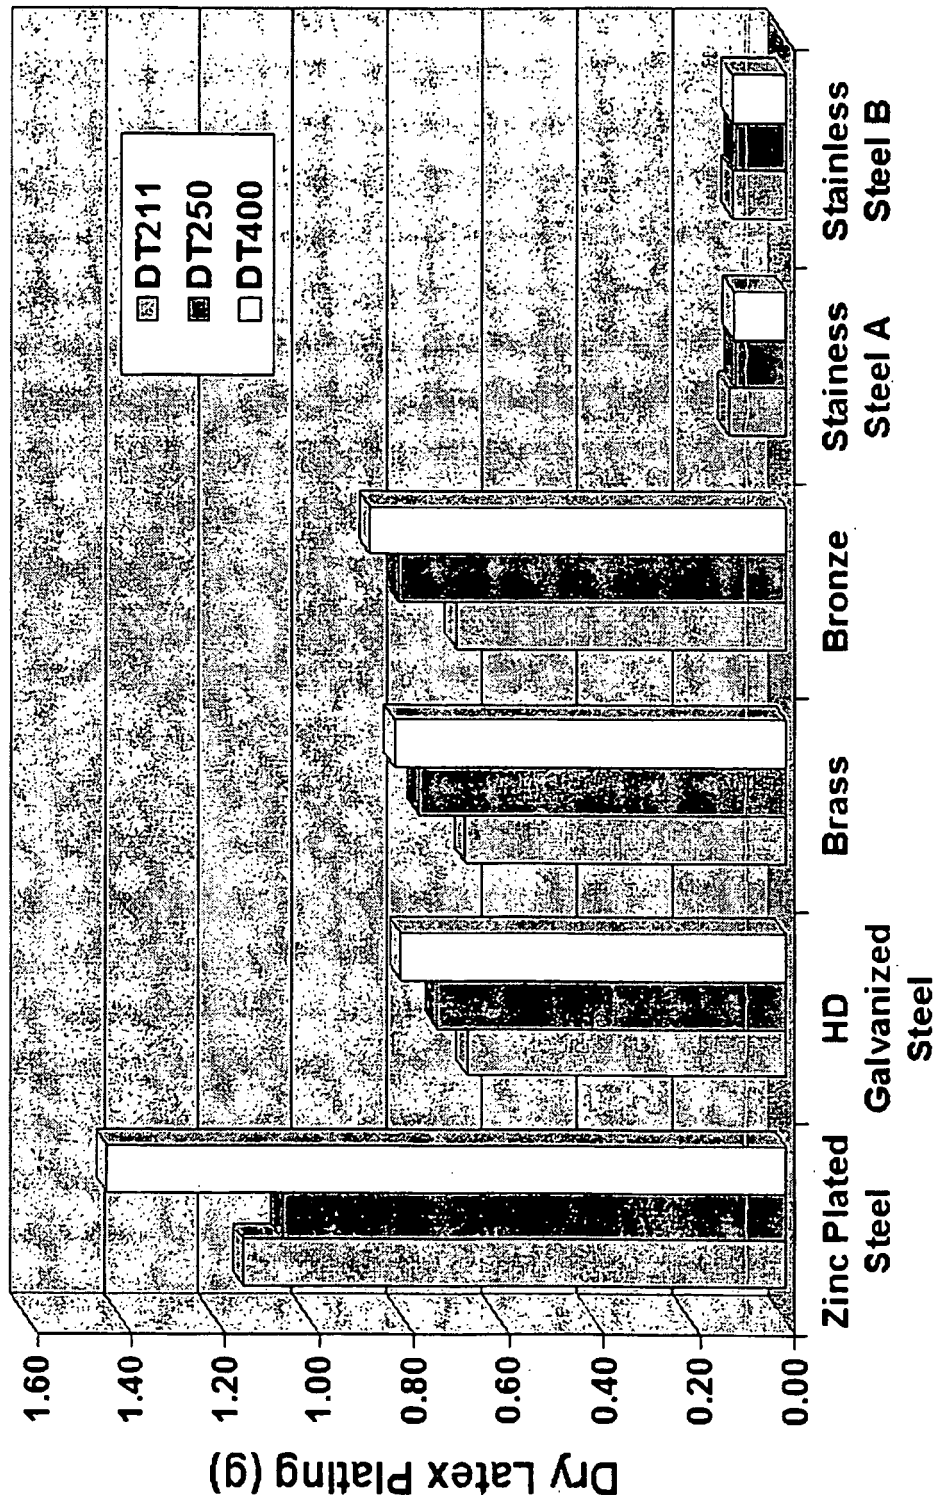 Dry Latex Plating (g)
1.60
1.40
1.20
1.00
0.80
0.60
0.40
0.20
0.00
DT211
DT250
DT400
Zinc Plated
Steel
HD
Galvanized
Steel
Brass
Bronze
Stainess
Steel A
Stainless
Steel B